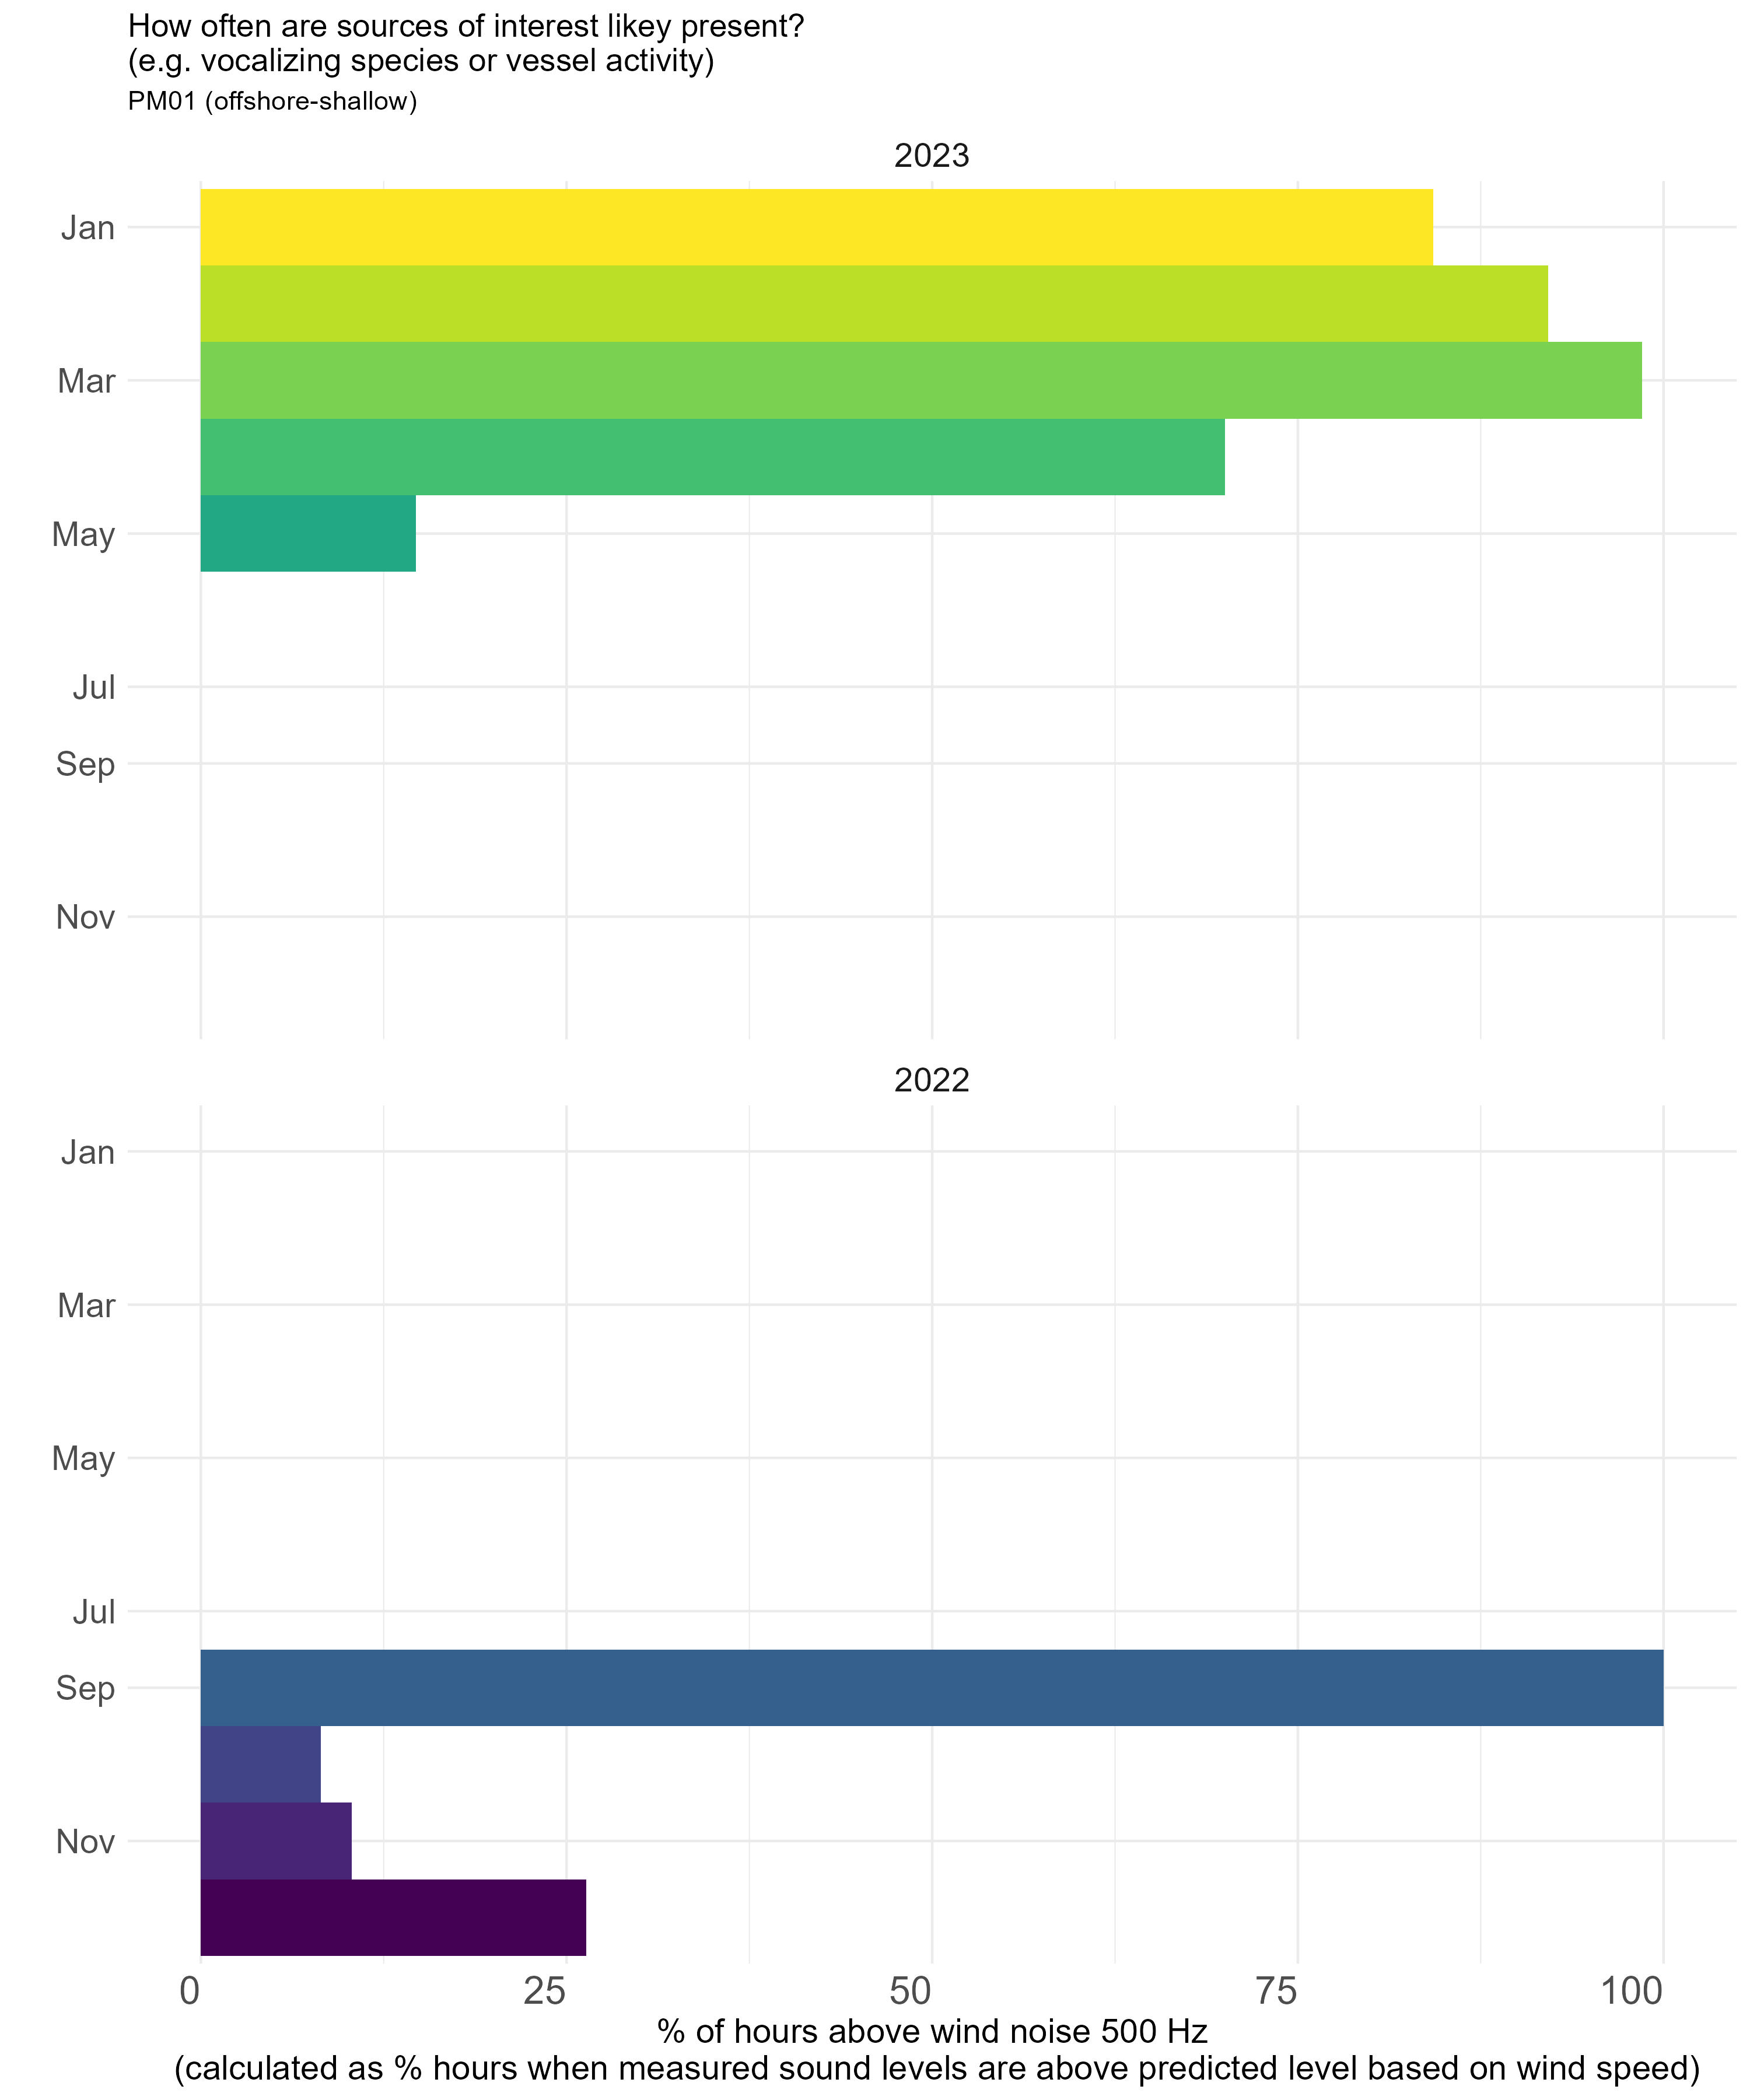 How often are sources of interest likey present?
(e.g. vocalizing species or vessel activity)
PM01 (offshore-shallow)
2023
Jan
Mar
May
Jul
Sep
Nov
2022
Jan
Mar
May
Jul
Sep
Nov
0 25 50 75 100
% of hours above wind noise 500 Hz
(calculated as % hours when measured sound levels are above predicted level based on wind speed)